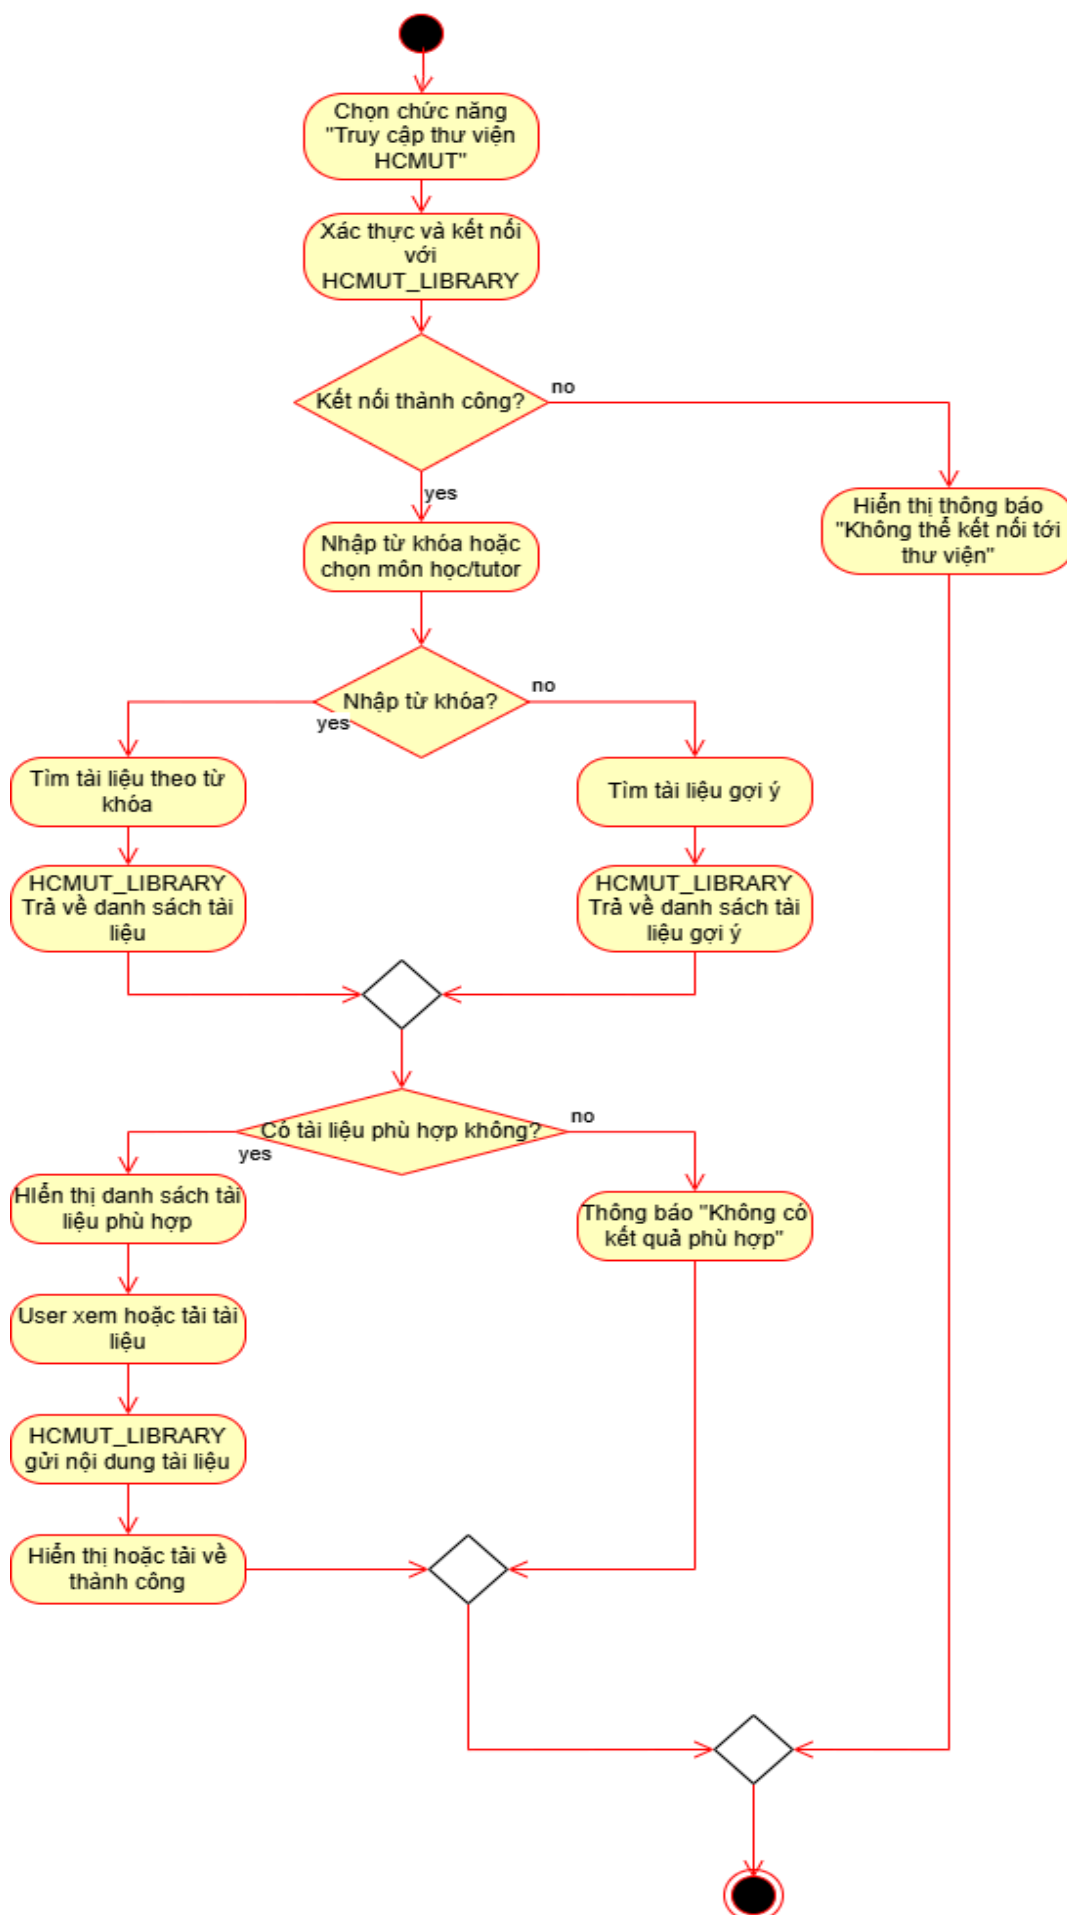 Chọn chức năng
"Truy cập thư viện
HCMUT"
Xác thực và kết nối
với
HCMUT_LIBRARY
Kết nối thành công?
no
yes
Hiển thị thông báo
"Không thể kết nối tới
thư viện"
Nhập từ khóa hoặc
chọn môn học/tutor
Nhập từ khóa?
no
yes
Tìm tài liệu theo từ
khóa
Tìm tài liệu gợi ý
HCMUT_LIBRARY
Trả về danh sách tài
liệu
HCMUT_LIBRARY
Trả về danh sách tài
liệu gợi ý
Có tài liệu phù hợp không?
no
yes
HIển thị danh sách tài
liệu phù hợp
Thông báo "Không có
kết quả phù hợp"
User xem hoặc tải tài
liệu
HCMUT_LIBRARY
gửi nội dung tài liệu
Hiển thị hoặc tải về
thành công